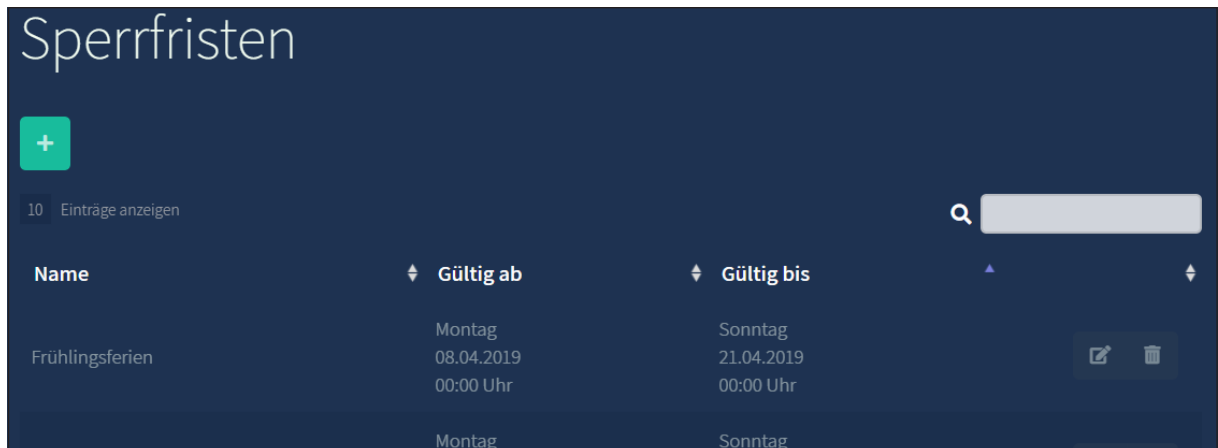 Sperrfristen
+
10 Einträge anzeigen
Name Gültig ab Gültig bis
Montag Sonntag
Frühlingsferien 08.04.2019 21.04.2019
00:00 Uhr 00:00 Uhr
Montag Sonntag